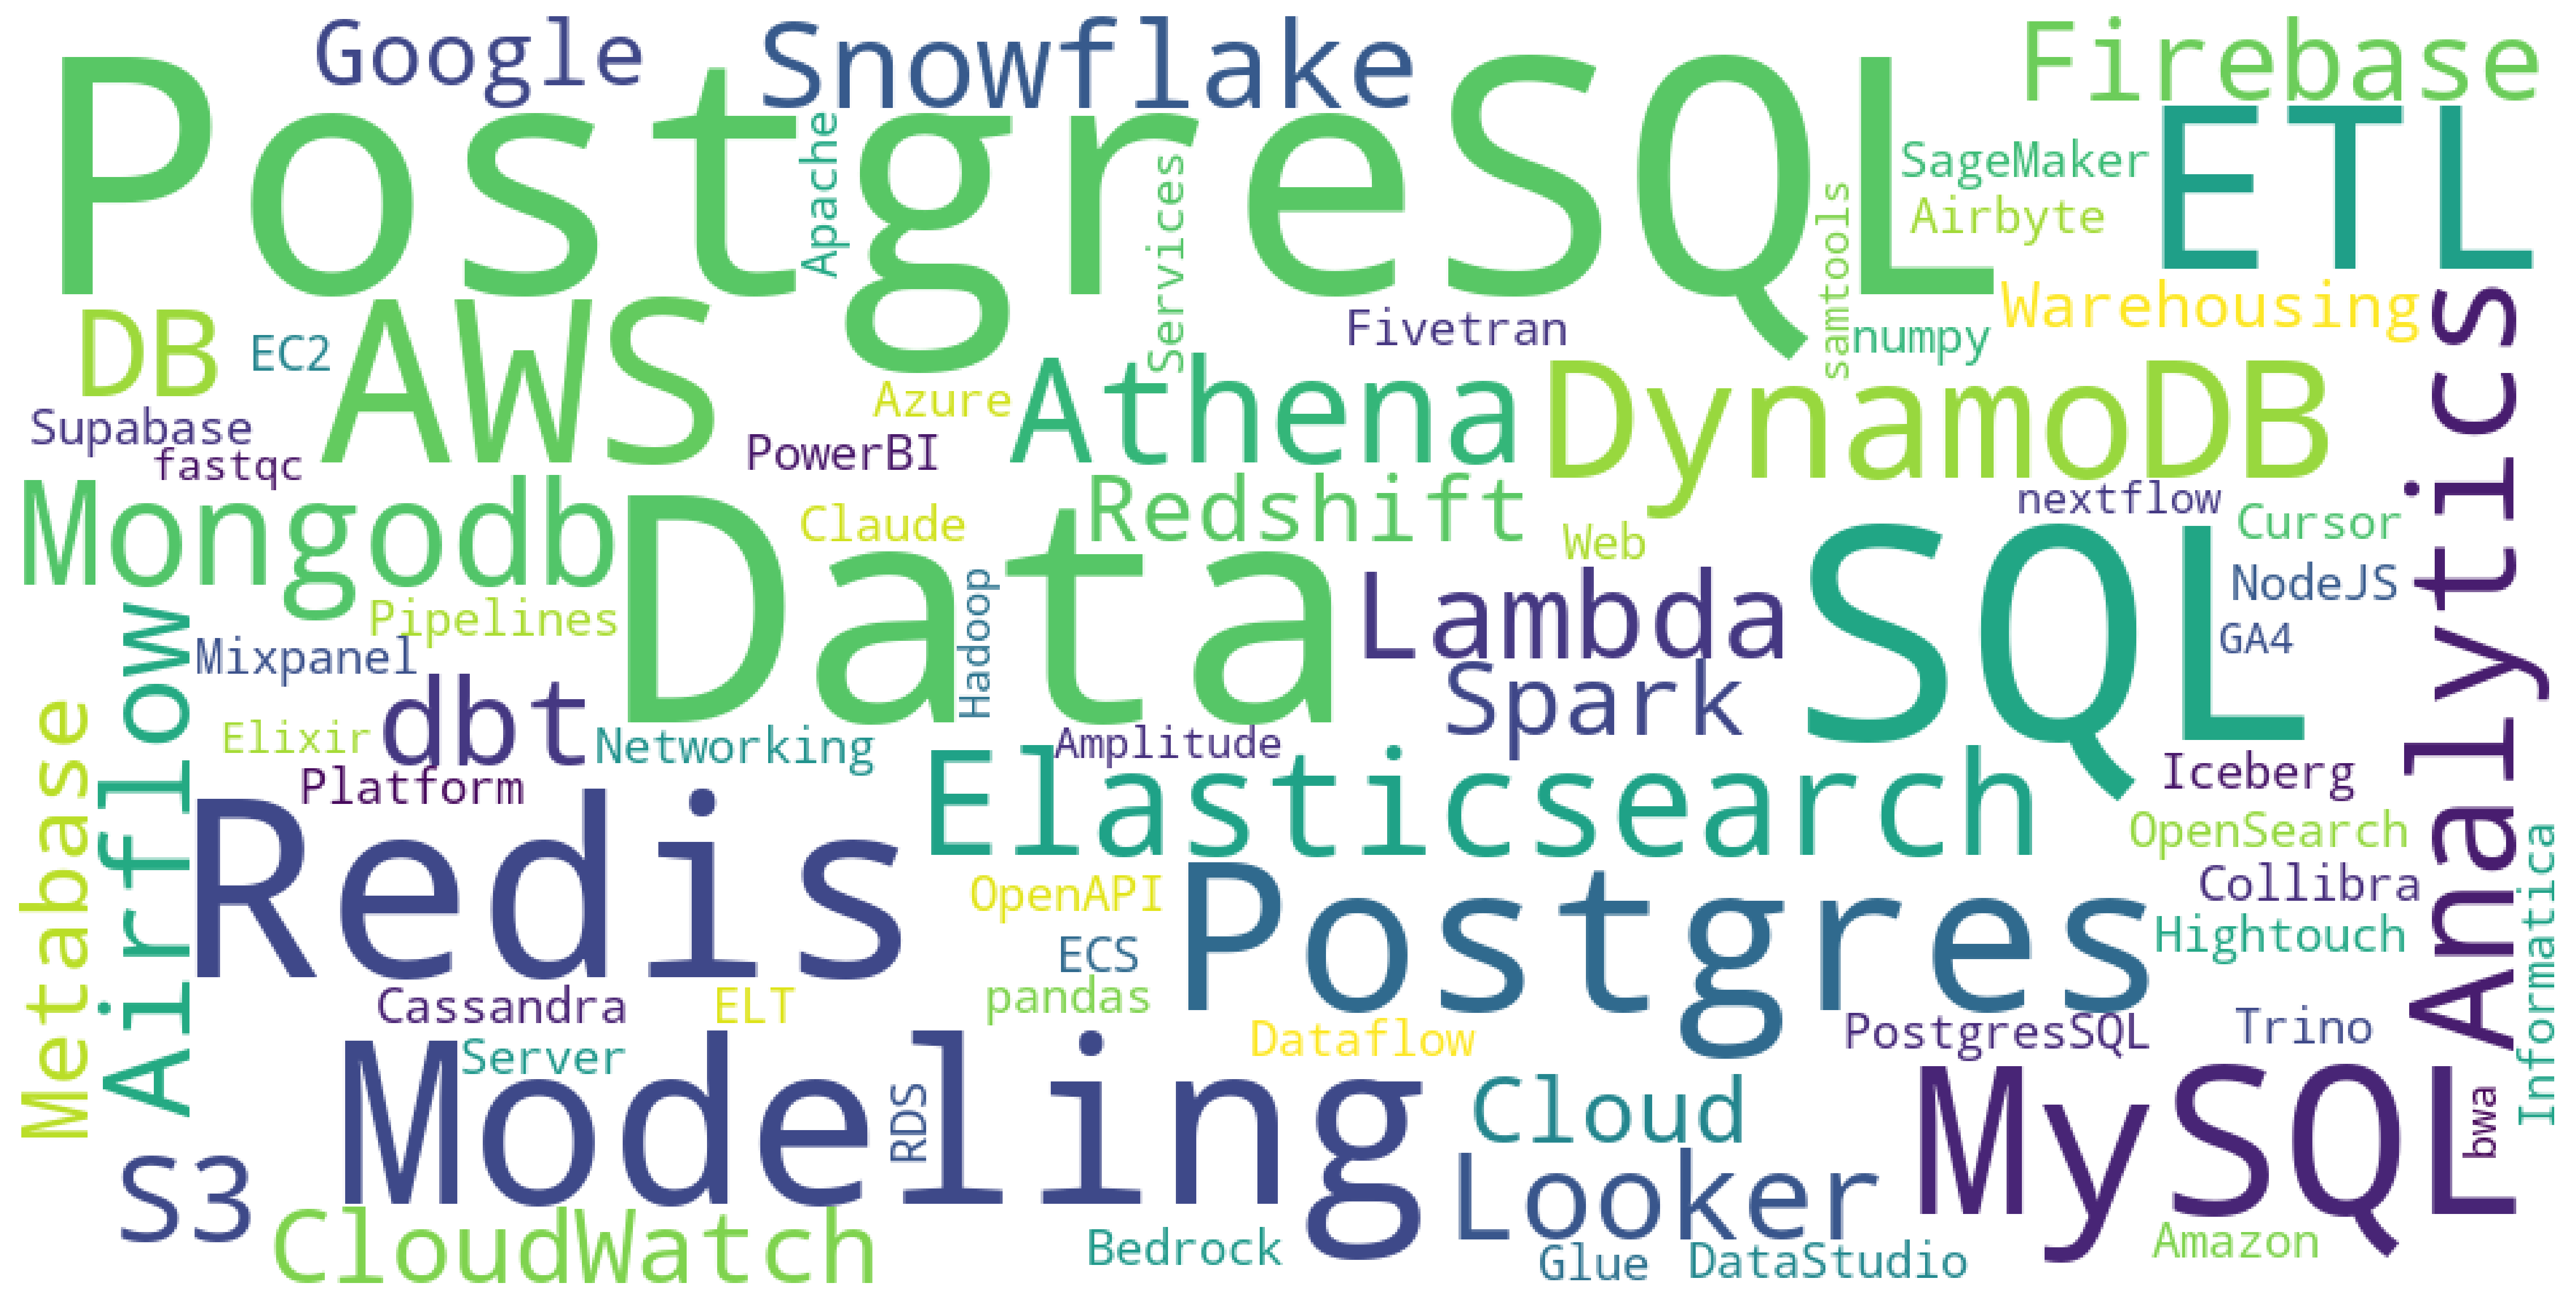 Google
Snowflake
Firebase
PostgreSQL
Apache
Services
SageMaker
ETL
Airbyte
samtools
DB
EC2
AWS
Fivetran
numpy
Warehousing
Azure
Athena
DynamoDB
Analytics
Supabase
fastqc
PowerBI
Mongodb
Data
Claude
Redshift
Web
nextflow
Cursor
SQL
NodeJS
GA4
Pipelines
Hadoop
Lambda
Mixpanel
Spark
Airflow
Metabase
dbt
Elixir
Networking
Amplitude
Platform
Iceberg
Redis
Elasticsearch
OpenSearch
Informatica
Collibra
OpenAPI
Postgres
Hightouch
ECS
Cassandra
ELT
pandas
Dataflow
PostgresSQL
Trino
Server
Modeling
RDS
Cloud
MySQL
bwa
S3
Looker
CloudWatch
Bedrock
Glue
DataStudio
Amazon